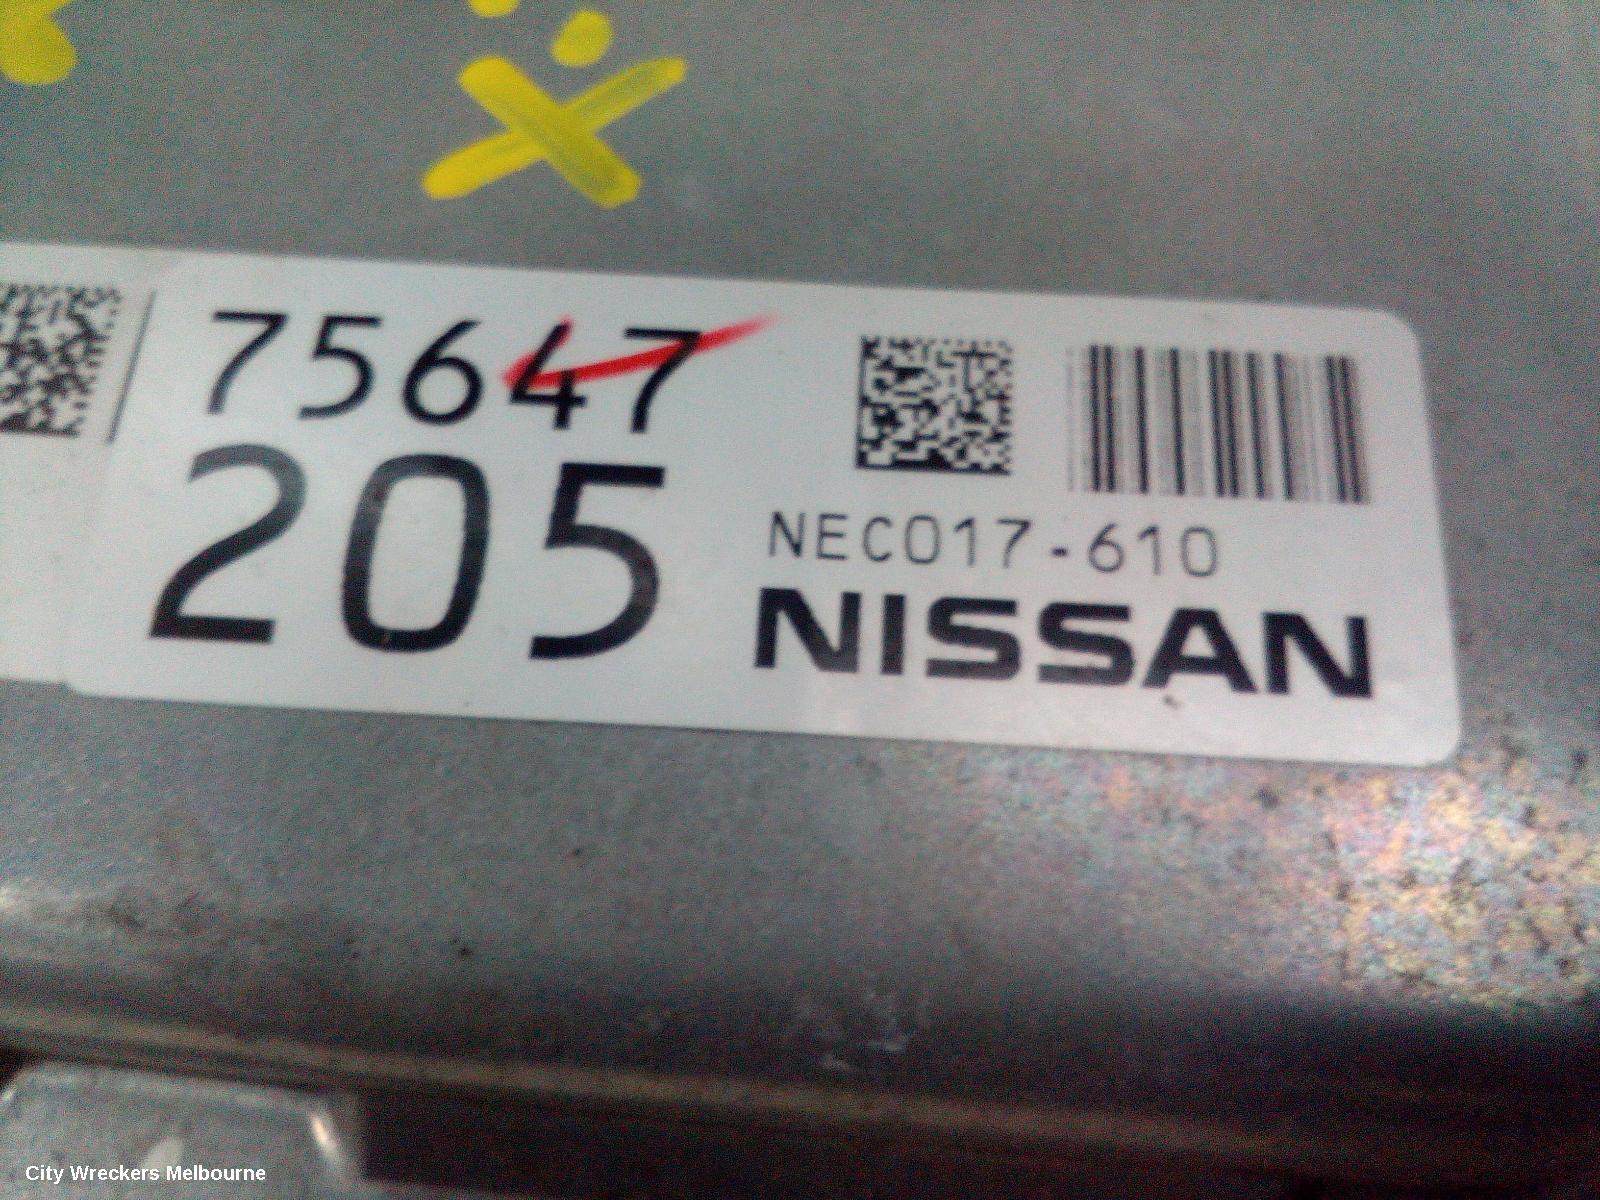 75647
205
NEC017-610
NISSAN
City Wreckers Melbourne